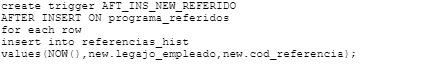 create trigger AFT_INS_NEW_REFERIDO
AFTER INSERT ON programa_referidos
for each row
insert into referencias_hist
values(NOW(),new.legajo_empleado,new.cod_referencia);